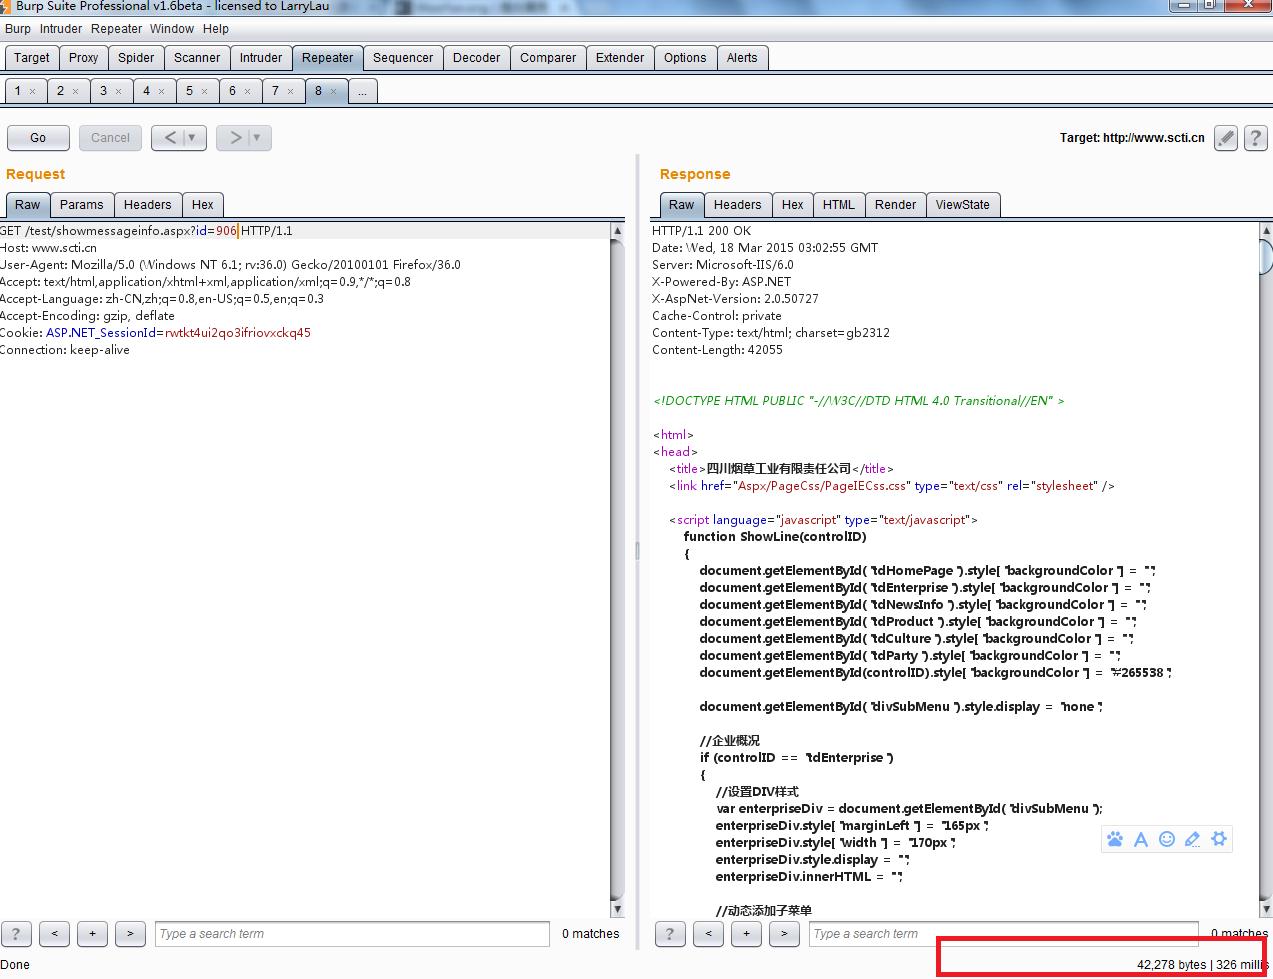 Burp Suite Professional v1.6beta - licensed to LarryLau
Burp Intruder Repeater Window Help
Target Proxy Spider Scanner Intruder Repeater Sequencer Decoder Comparer Extender Options Alerts
1 × 2 × 3 × 4 × 5 × 6 × 7 × 8 × ...
Go Cancel < | ▼ > | ▼ Target: http://www.scti.cn ?
Request
Raw Params Headers Hex
GET /test/showmessageinfo.aspx?id=906 HTTP/1.1
Host: www.scti.cn
User-Agent: Mozilla/5.0 (Windows NT 6.1; rv:36.0) Gecko/20100101 Firefox/36.0
Accept: text/html,application/xhtml+xml,application/xml;q=0.9,*/*;q=0.8
Accept-Language: zh-CN,zh;q=0.8,en-US;q=0.5,en;q=0.3
Accept-Encoding: gzip, deflate
Cookie: ASP.NET_SessionId=rwtkt4ui2qo3ifriovxckq45
Connection: keep-alive
? < + > Type a search term 0 matches
Done
Response
Raw Headers Hex HTML Render ViewState
HTTP/1.1 200 OK
Date: Wed, 18 Mar 2015 03:02:55 GMT
Server: Microsoft-IIS/6.0
X-Powered-By: ASP.NET
X-AspNet-Version: 2.0.50727
Cache-Control: private
Content-Type: text/html; charset=gb2312
Content-Length: 42055
<!DOCTYPE HTML PUBLIC "-//W3C//DTD HTML 4.0 Transitional//EN" >
<html>
<head>
<title>四川烟草工业有限责任公司</title>
<link href="Aspx/PageCss/PageIECss.css" type="text/css" rel="stylesheet" />
<script language="javascript" type="text/javascript">
function ShowLine(controlID)
{
document.getElementById("tdHomePage").style["backgroundColor"] = "";
document.getElementById("tdEnterprise").style["backgroundColor"] = "";
document.getElementById("tdNewsInfo").style["backgroundColor"] = "";
document.getElementById("tdProduct").style["backgroundColor"] = "";
document.getElementById("tdCulture").style["backgroundColor"] = "";
document.getElementById("tdParty").style["backgroundColor"] = "";
document.getElementById(controlID).style["backgroundColor"] = "#265538";
document.getElementById("divSubMenu").style.display = "none";
//企业概况
if (controlID == "tdEnterprise")
{
//设置DIV样式
var enterpriseDiv = document.getElementById("divSubMenu");
enterpriseDiv.style["marginLeft"] = "165px";
enterpriseDiv.style["width"] = "170px";
enterpriseDiv.style.display = "";
enterpriseDiv.innerHTML = "";
//动态添加子菜单
? < + > Type a search term 0 matches
42,278 bytes | 326 millis